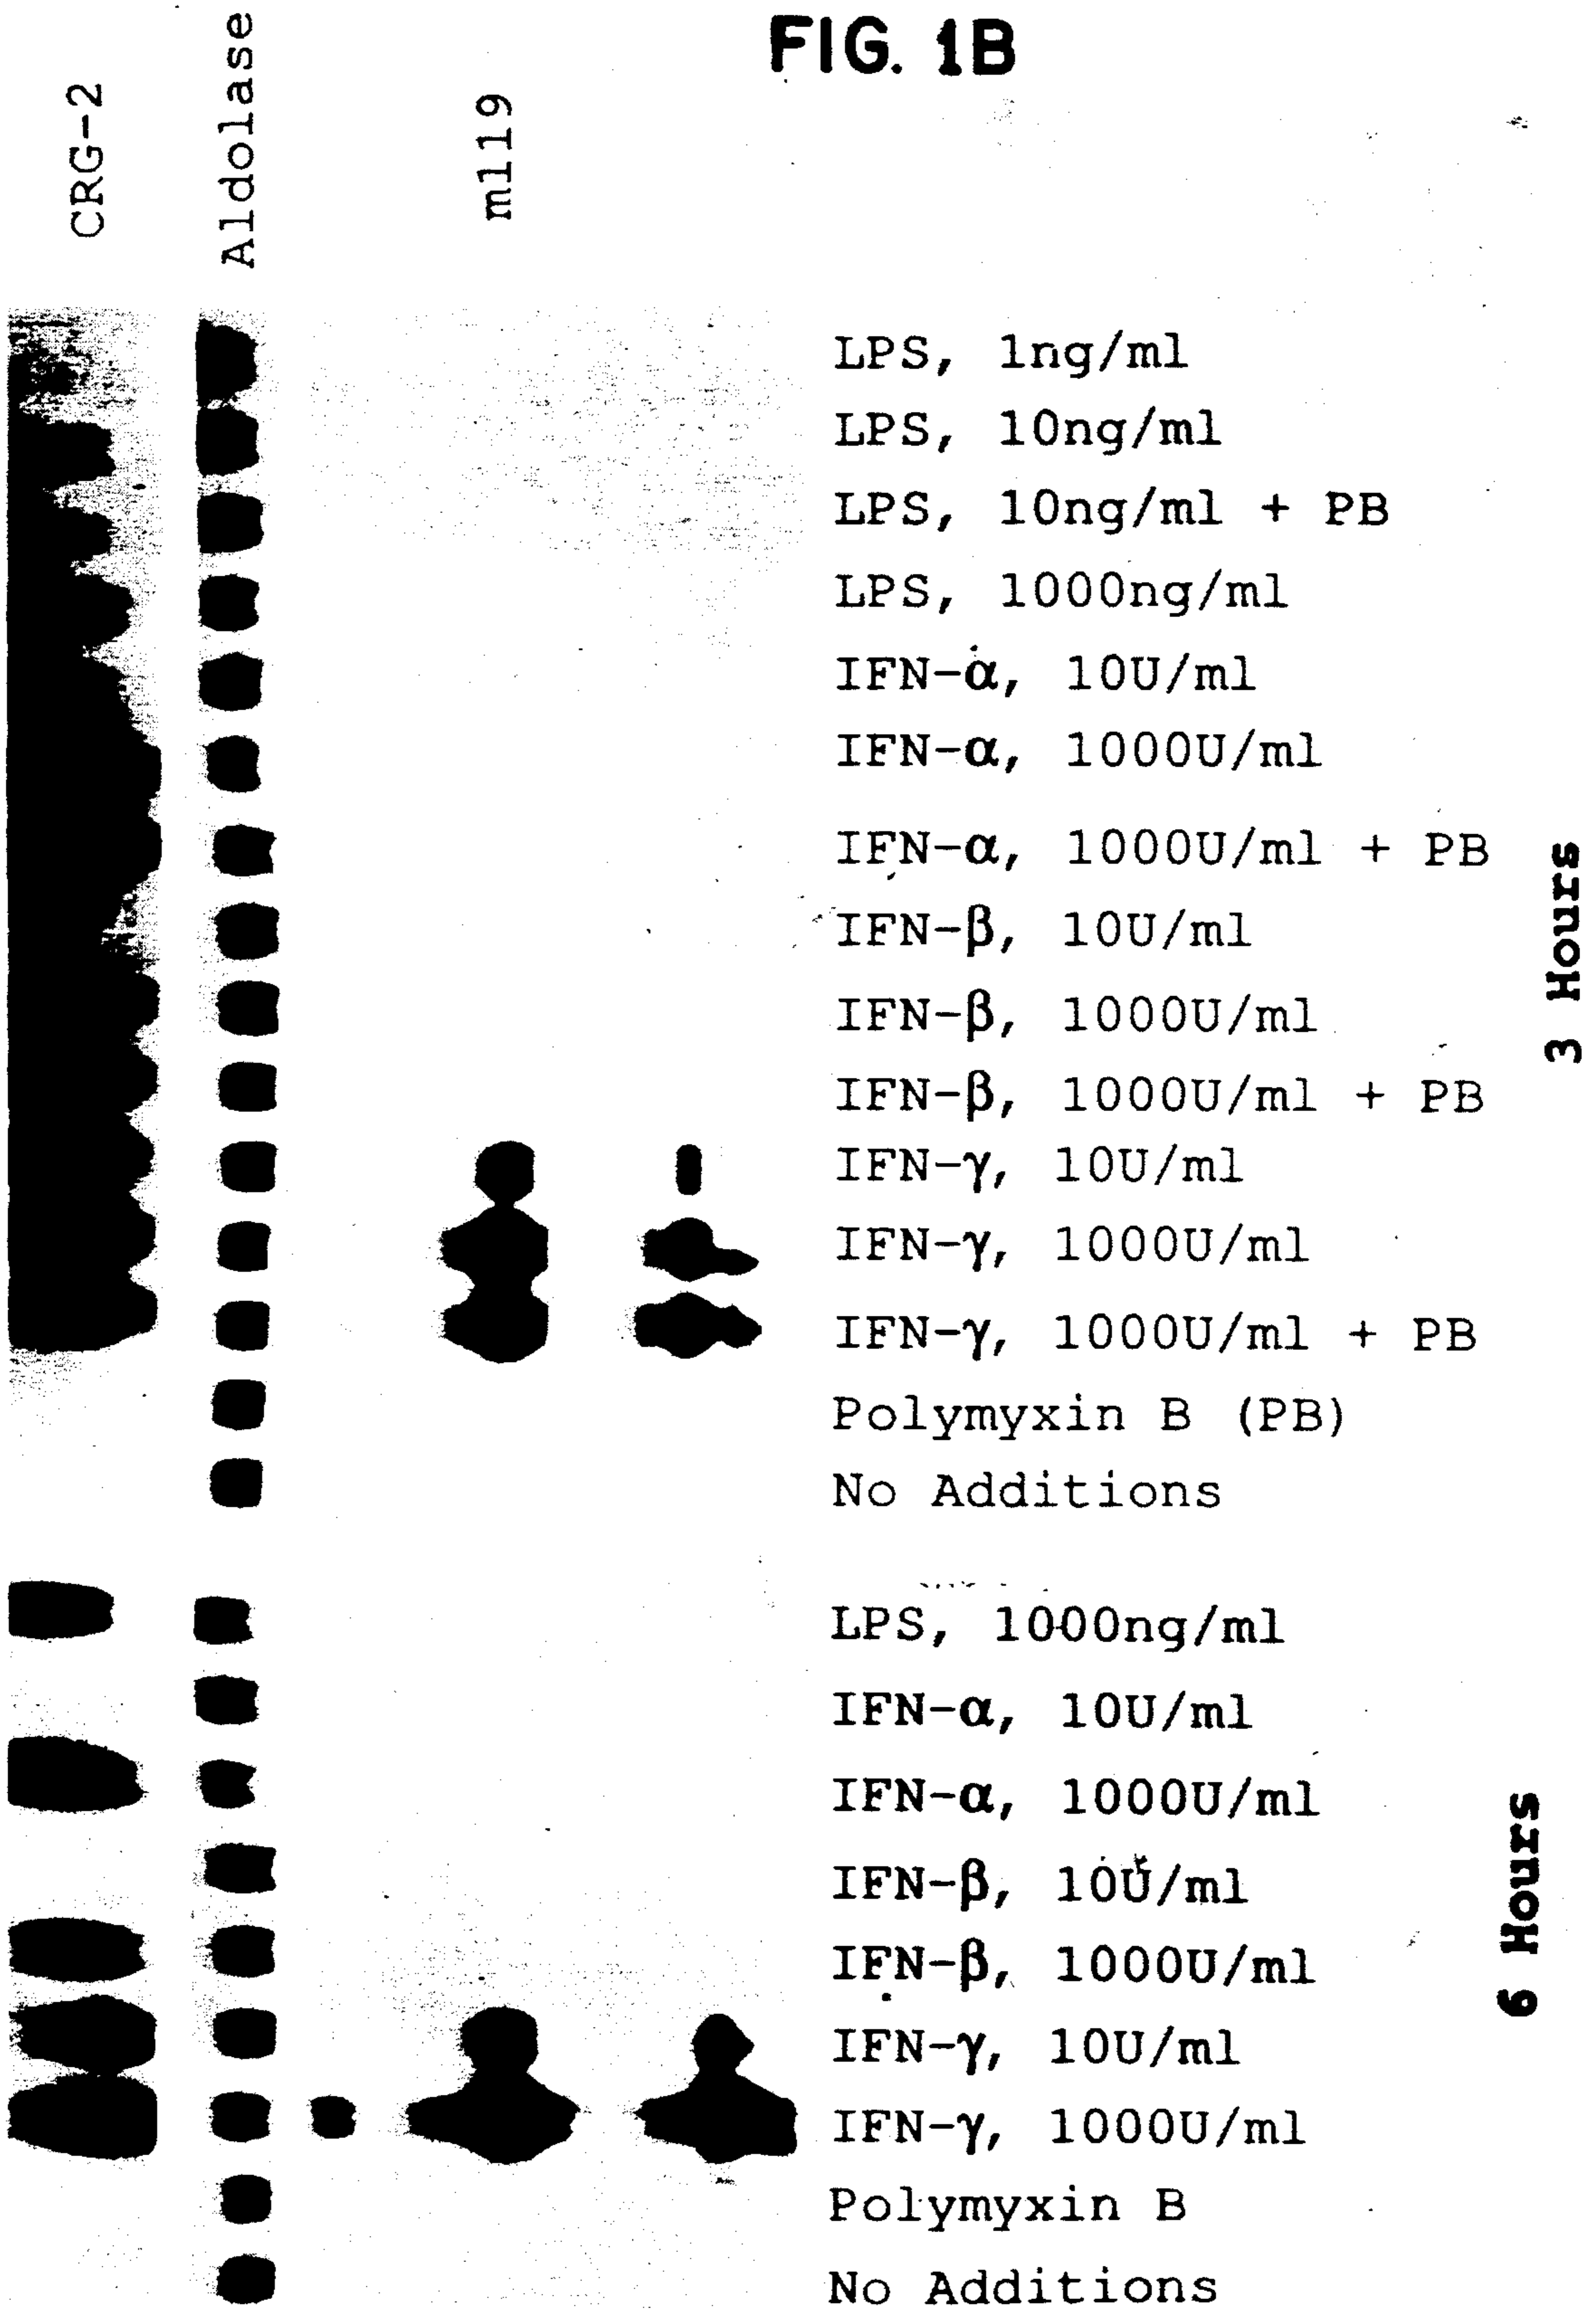 FIG. 1B
CRG-2
Aldolase
m119
LPS, 1ng/ml
LPS, 10ng/ml
LPS, 10ng/ml + PB
LPS, 1000ng/ml
IFN-α, 10U/ml
IFN-α, 1000U/ml
IFN-α, 1000U/ml + PB
IFN-β, 10U/ml
IFN-β, 1000U/ml
IFN-β, 1000U/ml + PB
IFN-γ, 10U/ml
IFN-γ, 1000U/ml
IFN-γ, 1000U/ml + PB
Polymyxin B (PB)
No Additions
3 Hours
LPS, 1000ng/ml
IFN-α, 10U/ml
IFN-α, 1000U/ml
IFN-β, 10U/ml
IFN-β, 1000U/ml
IFN-γ, 10U/ml
IFN-γ, 1000U/ml
Polymyxin B
No Additions
6 Hours